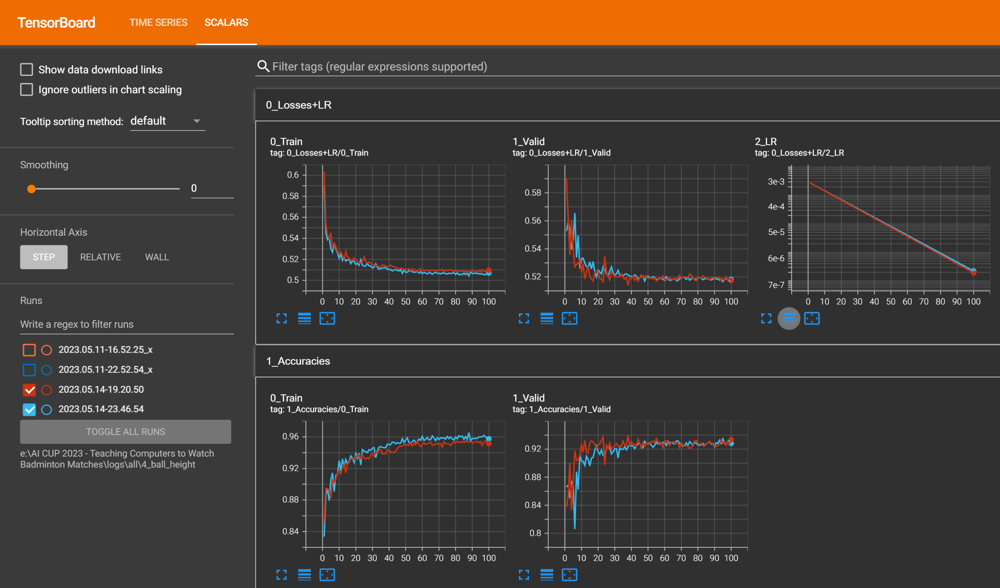 TensorBoard TIME SERIES SCALARS
Show data download links
Ignore outliers in chart scaling
Tooltip sorting method: default
Smoothing
0
Horizontal Axis
STEP RELATIVE WALL
Runs
Write a regex to filter runs
2023.05.11-16.52.25_x
2023.05.11-22.52.54_x
2023.05.14-19.20.50
2023.05.14-23.46.54
TOGGLE ALL RUNS
e:\AI CUP 2023 - Teaching Computers to Watch
Badminton Matches\logs\all\4_ball_height
Filter tags (regular expressions supported)
0_Losses+LR
0_Train
tag: 0_Losses+LR/0_Train
0.6
0.58
0.56
0.54
0.52
0.5
0 10 20 30 40 50 60 70 80 90 100
1_Valid
tag: 0_Losses+LR/1_Valid
0.58
0.56
0.54
0.52
0 10 20 30 40 50 60 70 80 90 100
2_LR
tag: 0_Losses+LR/2_LR
3e-3
4e-4
5e-5
6e-6
7e-7
0 10 20 30 40 50 60 70 80 90 100
1_Accuracies
0_Train
tag: 1_Accuracies/0_Train
0.96
0.92
0.88
0.84
0 10 20 30 40 50 60 70 80 90 100
1_Valid
tag: 1_Accuracies/1_Valid
0.92
0.88
0.84
0.8
0 10 20 30 40 50 60 70 80 90 100